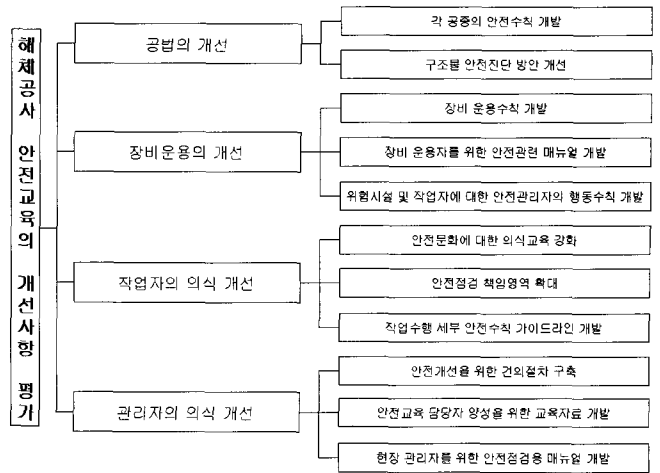 해체공사 안전교육의 개선사항 평가
공법의 개선
각 공종의 안전수칙 개발
구조물 안전진단 방안 개선
장비운용의 개선
장비 운용수칙 개발
장비 운용자를 위한 안전관련 매뉴얼 개발
위험시설 및 작업자에 대한 안전관리자의 행동수칙 개발
작업자의 의식 개선
안전문화에 대한 의식교육 강화
안전점검 책임영역 확대
작업수행 세부 안전수칙 가이드라인 개발
관리자의 의식 개선
안전개선을 위한 건의절차 구축
안전교육 담당자 양성을 위한 교육자료 개발
현장 관리자를 위한 안전점검용 매뉴얼 개발